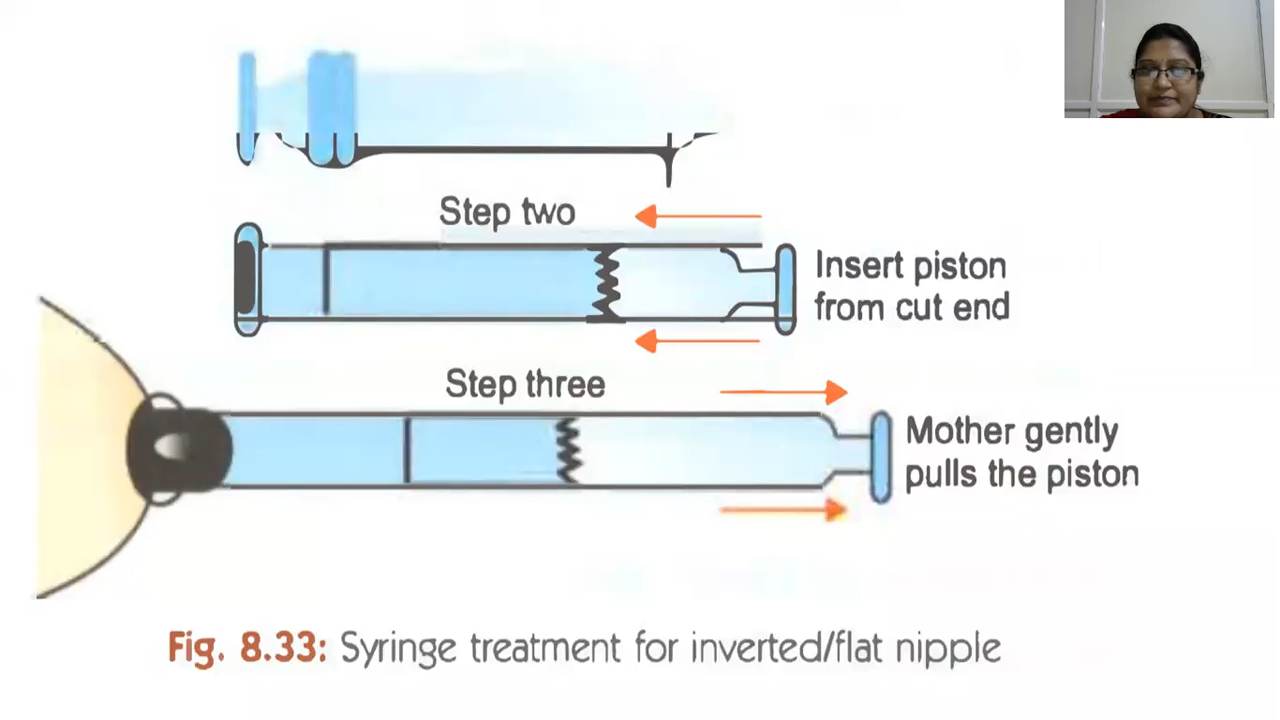 Step two
Insert piston
from cut end
Step three
Mother gently
pulls the piston
Fig. 8.33: Syringe treatment for inverted/flat nipple